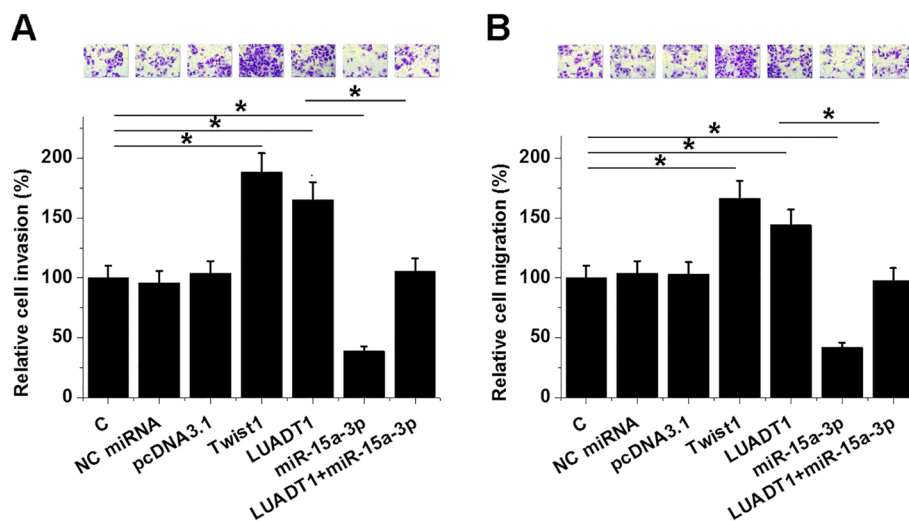 A
B
*
*
*
*
*
*
*
*
Relative cell invasion (%)
200
150
100
50
0
C
NC miRNA
pcDNA3.1
Twist1
LUADT1
miR-15a-3p
LUADT1+miR-15a-3p
Relative cell migration (%)
200
150
100
50
0
C
NC miRNA
pcDNA3.1
Twist1
LUADT1
miR-15a-3p
LUADT1+miR-15a-3p